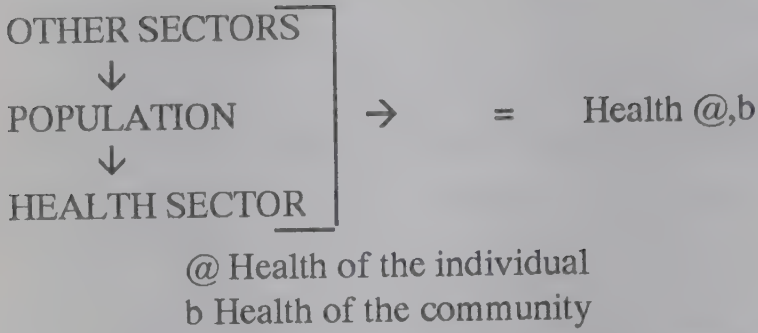 OTHER SECTORS
↓
POPULATION → = Health @,b
↓
HEALTH SECTOR
@ Health of the individual
b Health of the community